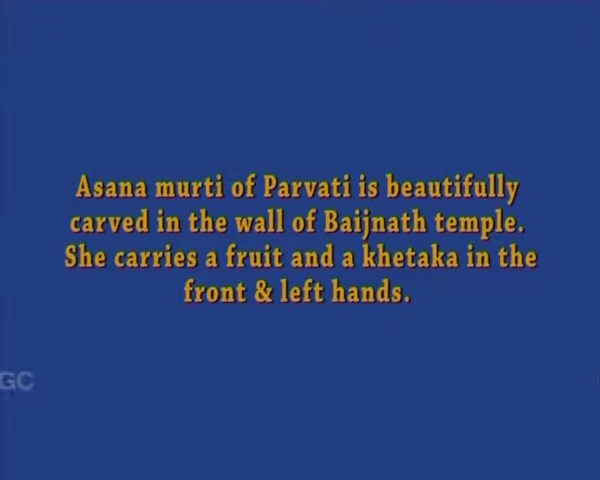 Asana murti of Parvati is beautifully
carved in the wall of Baijnath temple.
She carries a fruit and a khetaka in the
front & left hands.
GC